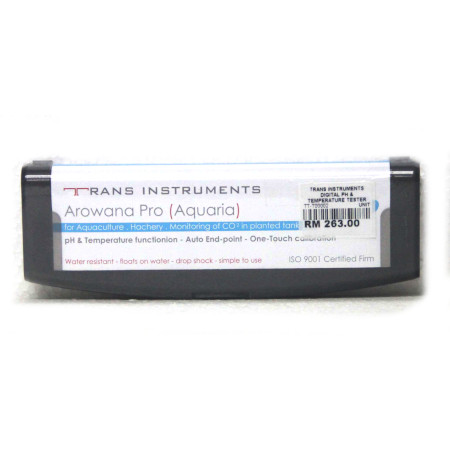 TRANS INSTRUMENTS
Arowana Pro (Aquaria)
for Aquaculture . Hachery . Monitoring of CO² in planted tank
pH & Temperature functionion - Auto End-point - One-Touch calibration
Water resistant - floats on water - drop shock - simple to use
ISO 9001 Certified Firm
TRANS INSTRUMENTS
DIGITAL PH &
TEMPERATURE TESTER
UNIT
RM 263.00